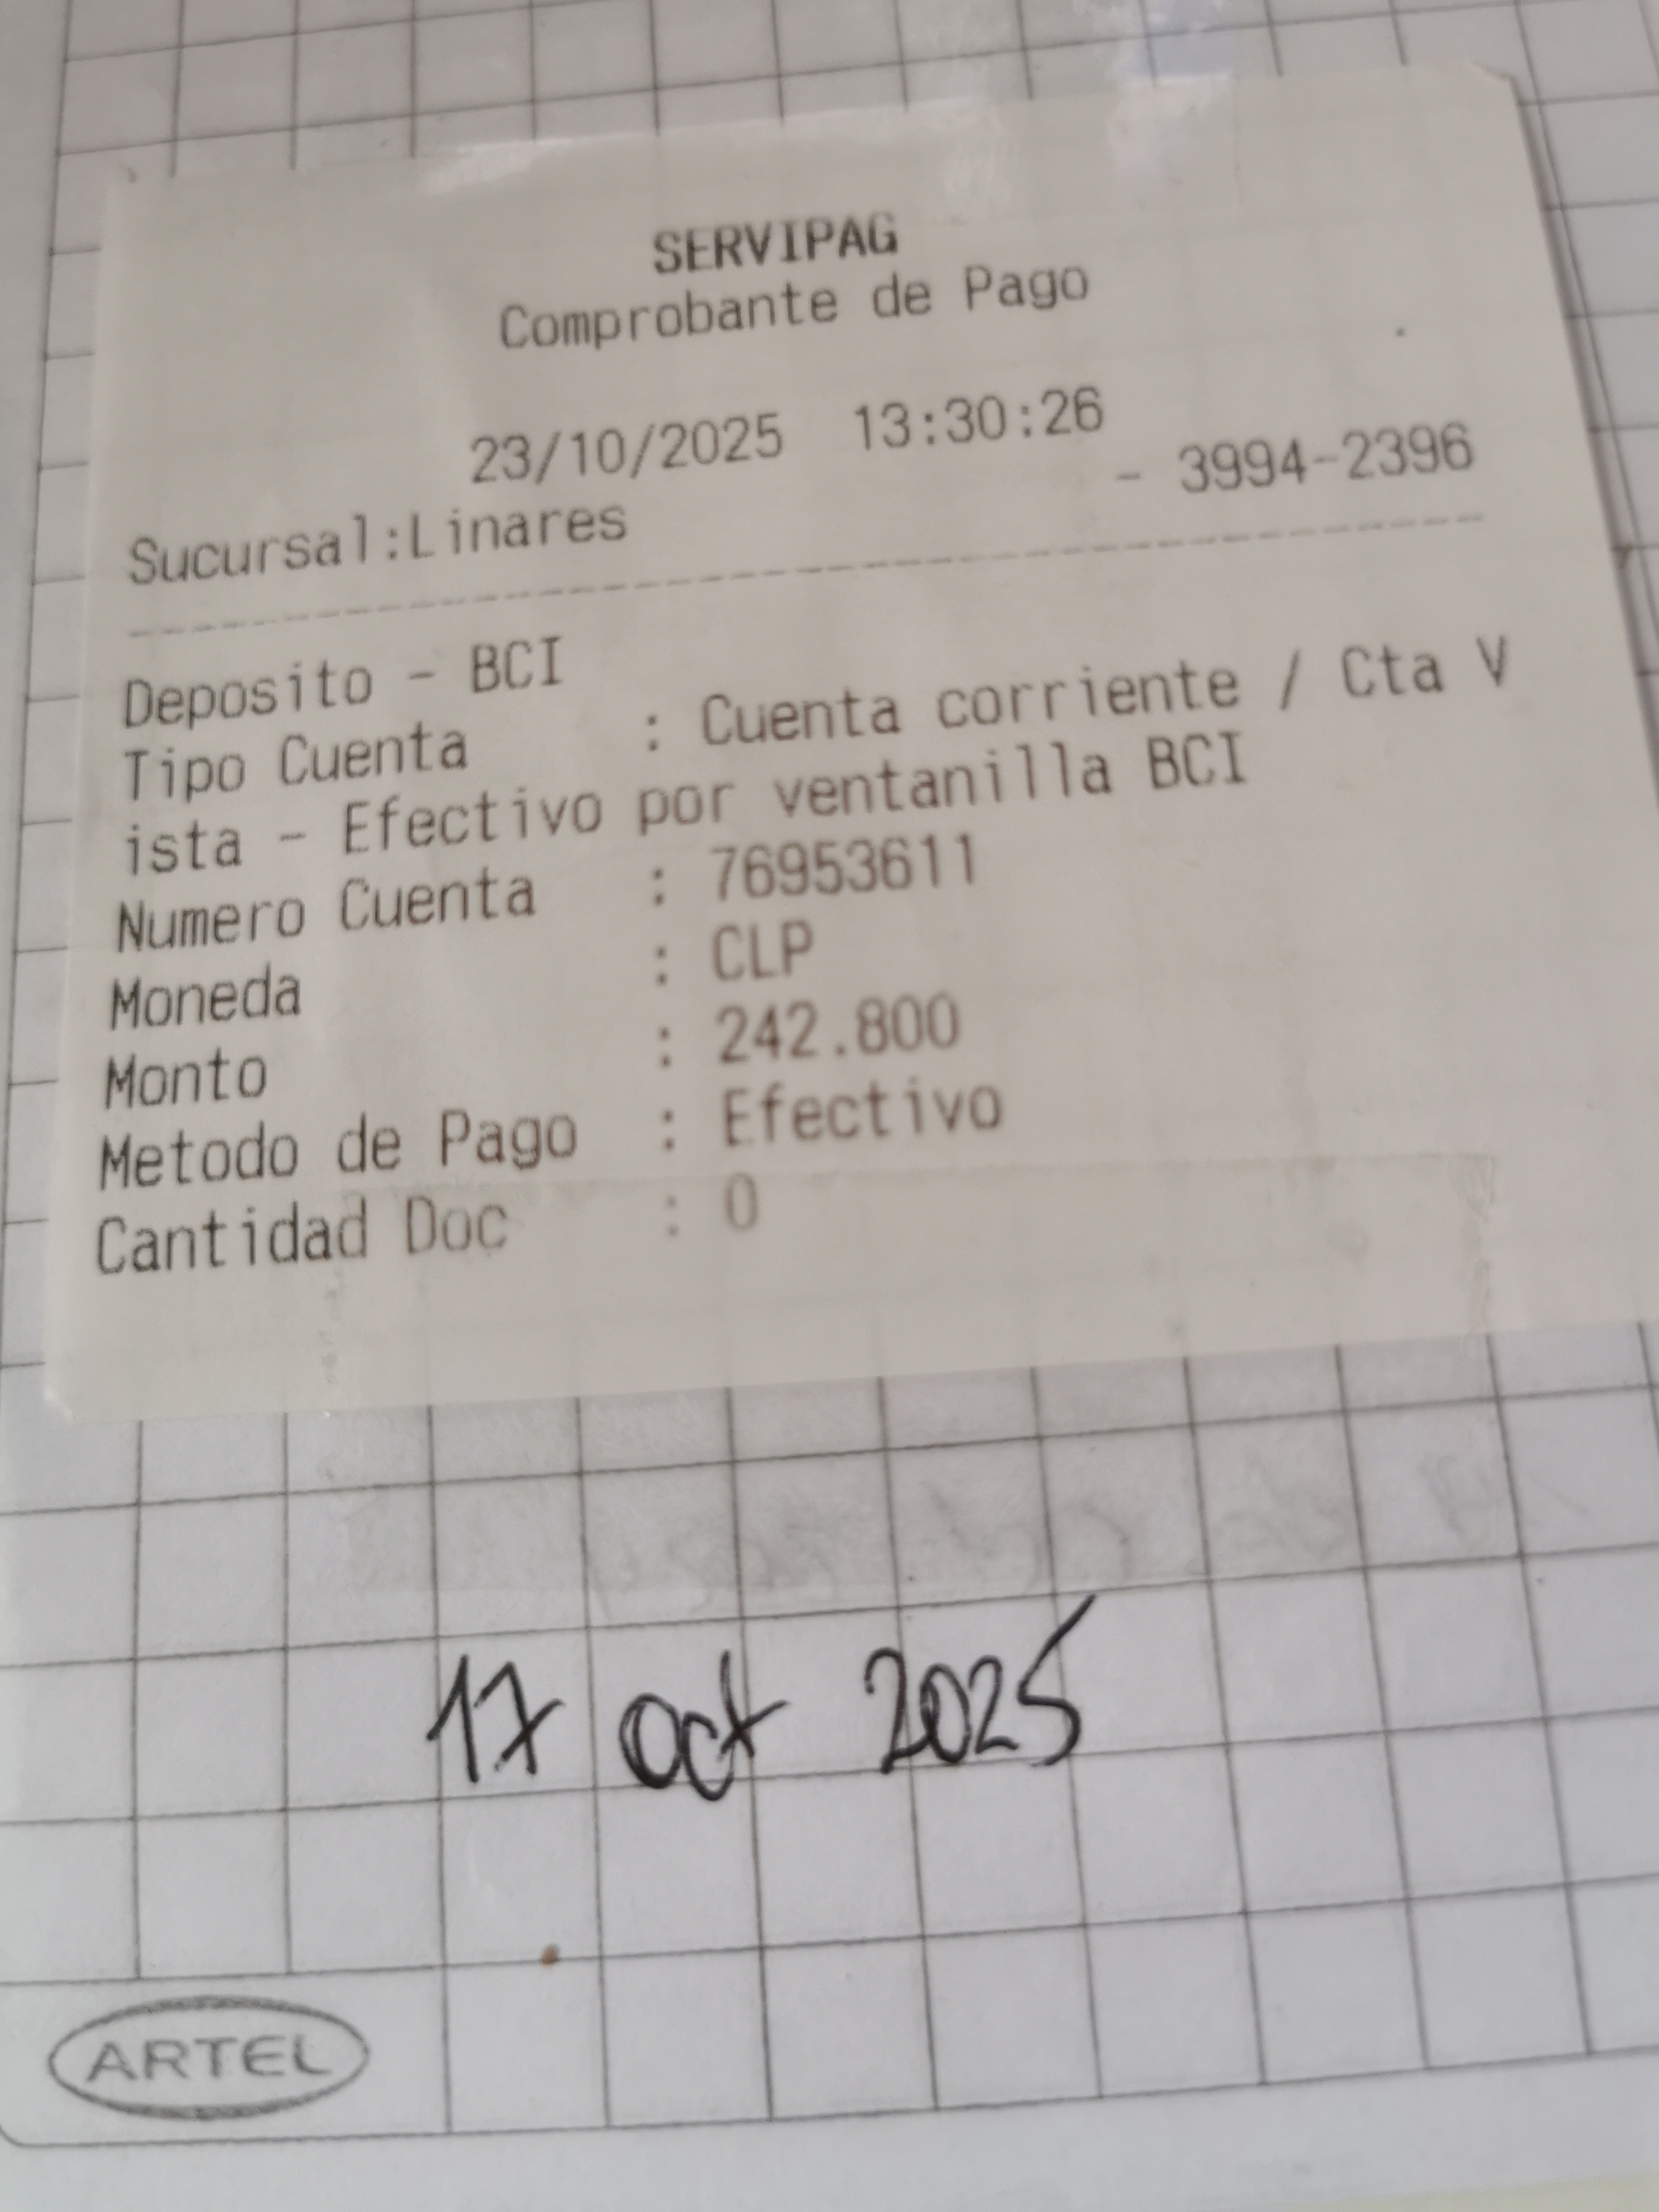 SERVIPAG
Comprobante de Pago
23/10/2025 13:30:26
Sucursal:Linares - 3994-2396
Deposito - BCI
Tipo Cuenta : Cuenta corriente / Cta V
ista - Efectivo por ventanilla BCI
Numero Cuenta : 76953611
Moneda : CLP
Monto : 242.800
Metodo de Pago : Efectivo
Cantidad Doc : 0
17 oct 2025
ARTEL